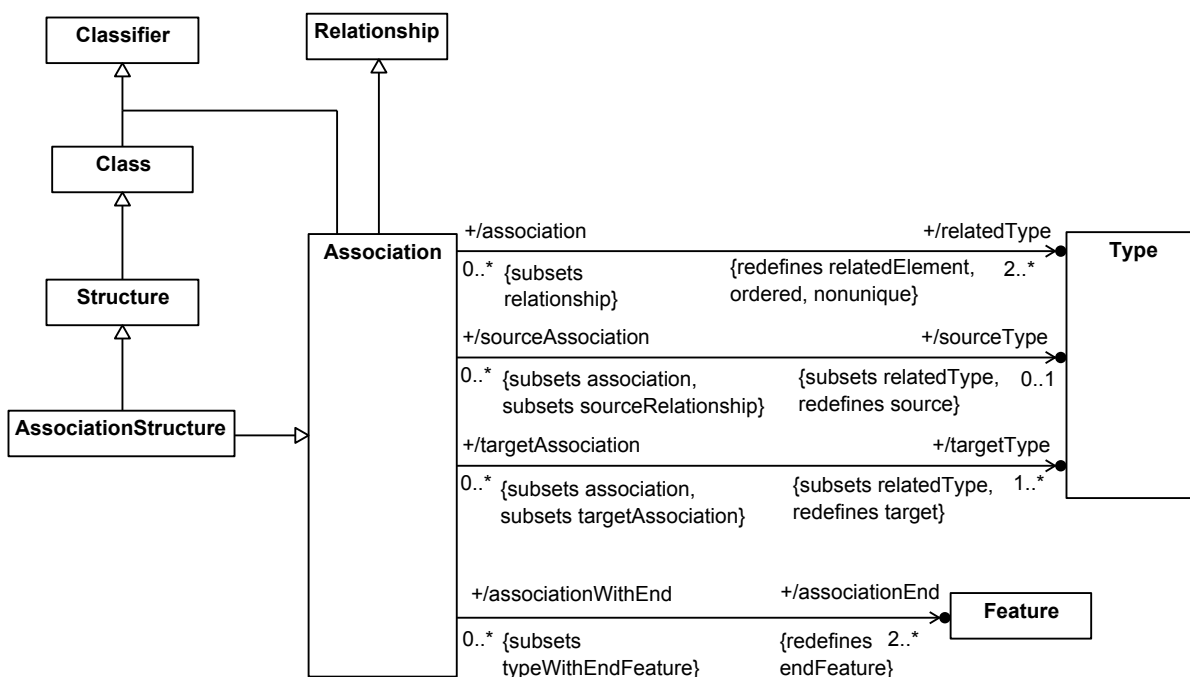 Classifier
Relationship
Class
Structure
AssociationStructure
Association
Type
+/association
+/relatedType
0..*
{subsets
relationship}
{redefines relatedElement,
ordered, nonunique}
2..*
+/sourceAssociation
+/sourceType
0..*
{subsets association,
subsets sourceRelationship}
{subsets relatedType,
redefines source}
0..1
+/targetAssociation
+/targetType
0..*
{subsets association,
subsets targetAssociation}
{subsets relatedType,
redefines target}
1..*
+/associationWithEnd
+/associationEnd
0..*
{subsets
typeWithEndFeature}
{redefines
endFeature}
2..*
Feature